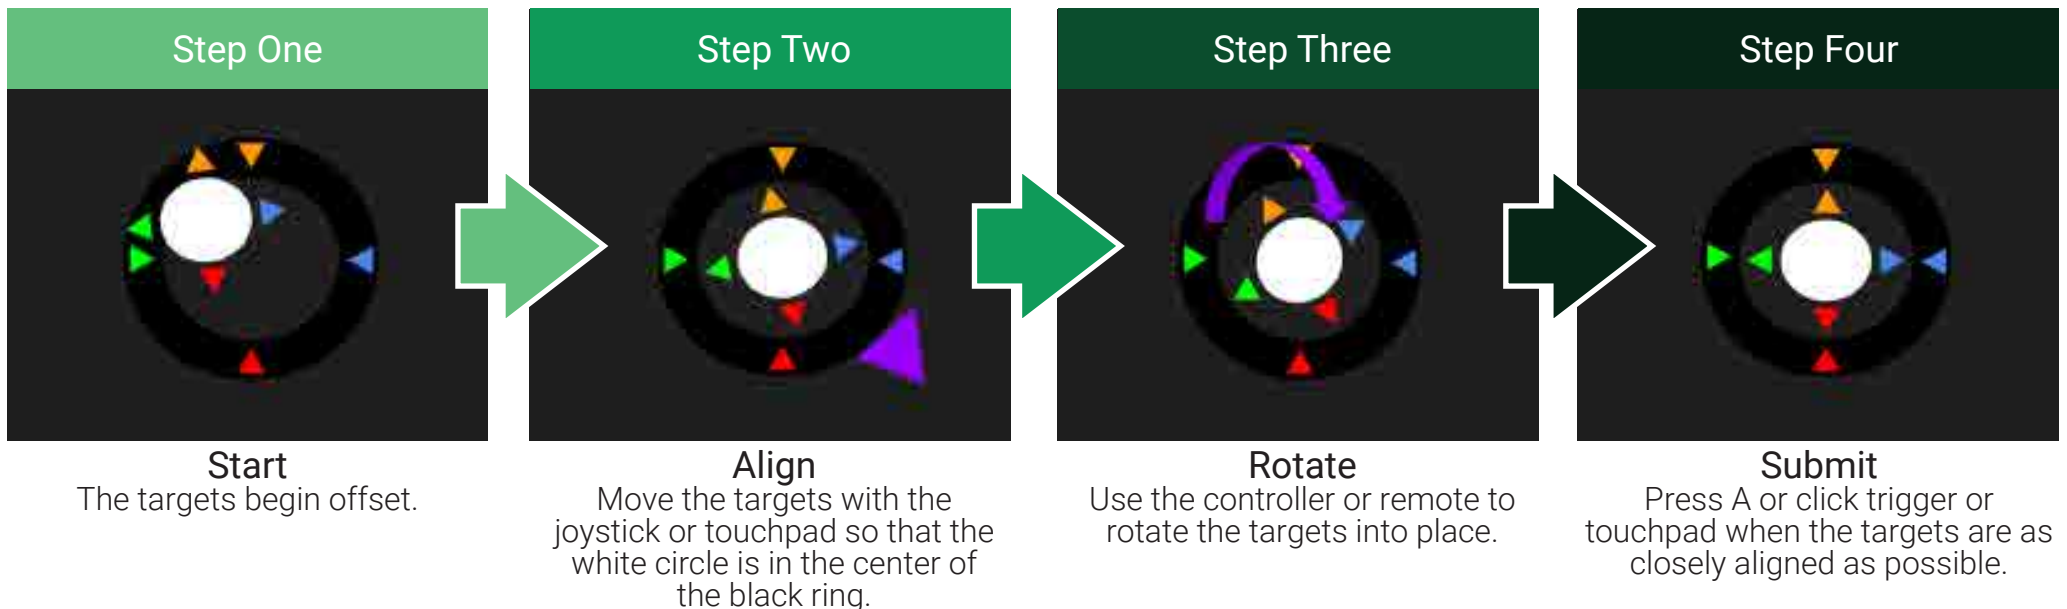 Step One
Step Two
Step Three
Step Four
Start
The targets begin offset.
Align
Move the targets with the
joystick or touchpad so that the
white circle is in the center of
the black ring.
Rotate
Use the controller or remote to
rotate the targets into place.
Submit
Press A or click trigger or
touchpad when the targets are as
closely aligned as possible.